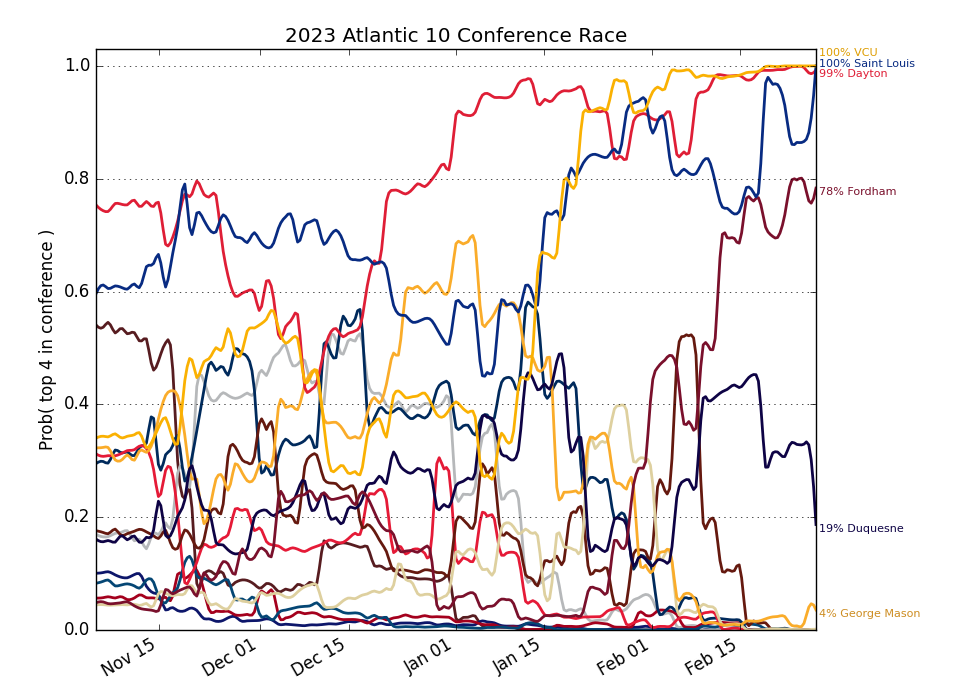 2023 Atlantic 10 Conference Race
Prob( top 4 in conference )
1.0
0.8
0.6
0.4
0.2
0.0
Nov 15
Dec 01
Dec 15
Jan 01
Jan 15
Feb 01
Feb 15
100% VCU
100% Saint Louis
99% Dayton
78% Fordham
19% Duquesne
4% George Mason